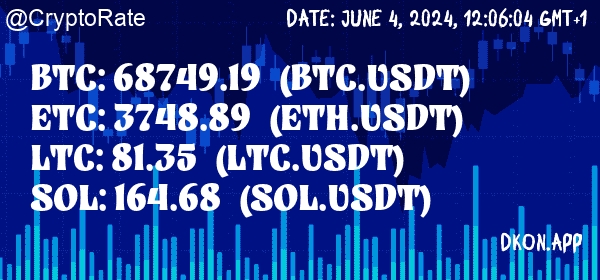 @CryptoRate
DATE: JUNE 4, 2024, 12:06:04 GMT+1
BTC: 68749.19 (BTC.USDT)
ETC: 3748.89 (ETH.USDT)
LTC: 81.35 (LTC.USDT)
SOL: 164.68 (SOL.USDT)
DKON.APP